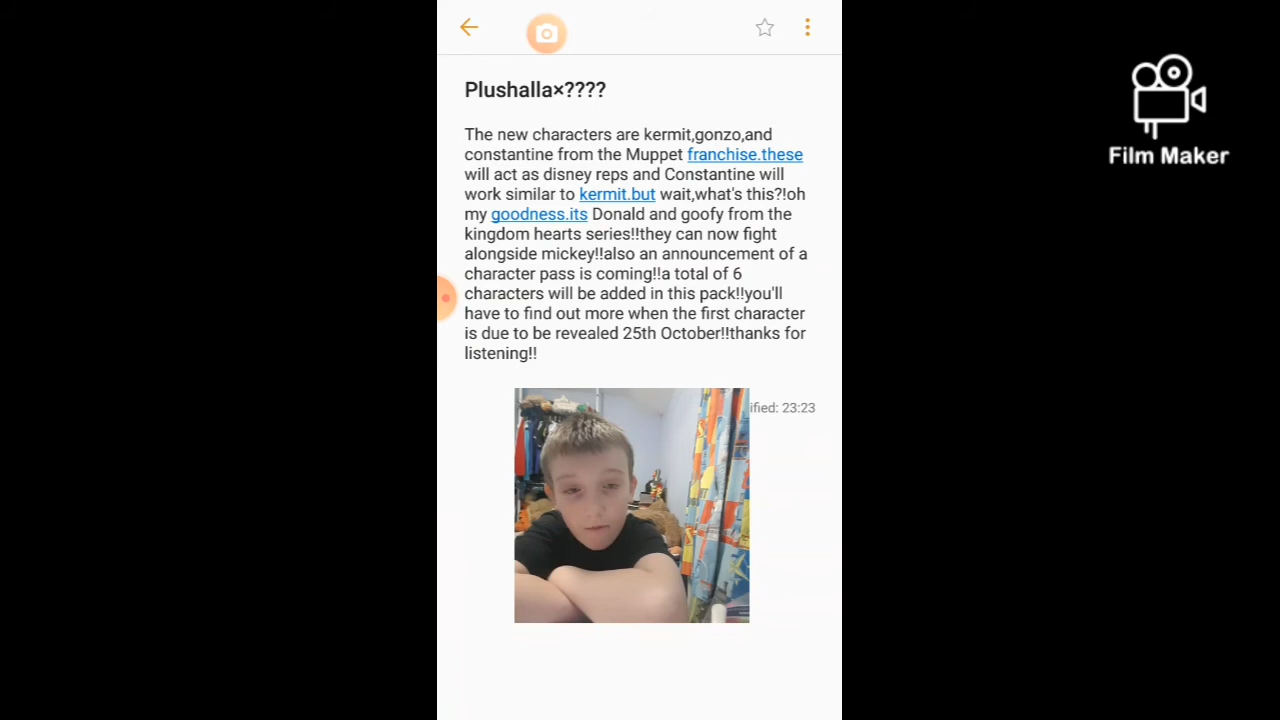 Plushalla×????
The new characters are kermit,gonzo,and
constantine from the Muppet franchise.these
will act as disney reps and Constantine will
work similar to kermit.but wait,what's this?!oh
my goodness.its Donald and goofy from the
kingdom hearts series!!they can now fight
alongside mickey!!also an announcement of a
character pass is coming!!a total of 6
characters will be added in this pack!!you'll
have to find out more when the first character
is due to be revealed 25th October!!thanks for
listening!!
ified: 23:23
Film Maker